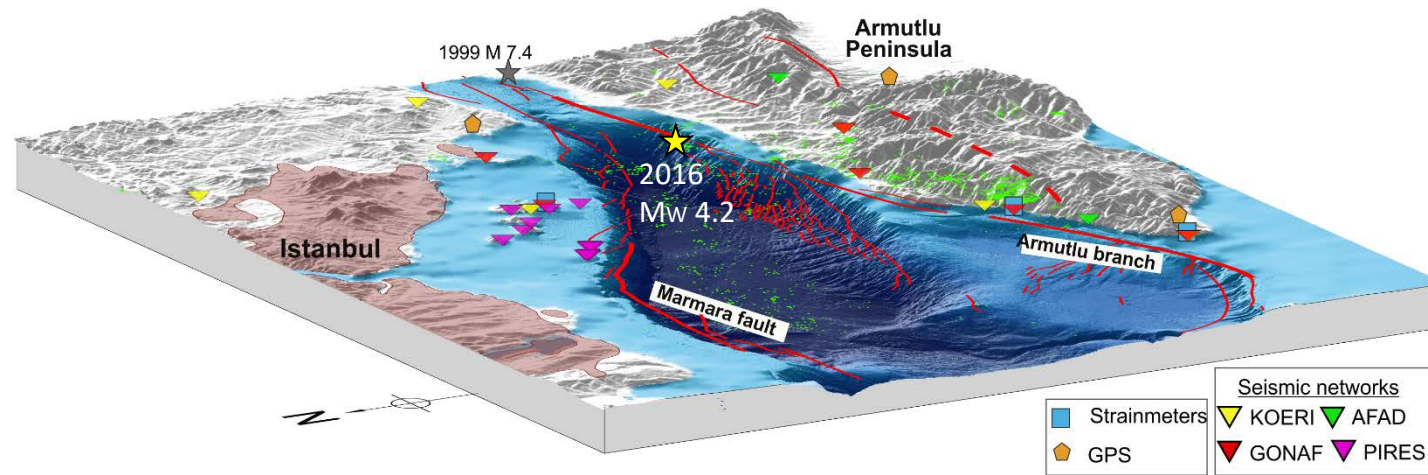 Armutlu
Peninsula
1999 M 7.4
2016
Mw 4.2
Istanbul
Armutlu branch
Marmara fault
N
Strainmeters
GPS
Seismic networks
KOERI
AFAD
GONAF
PIRES